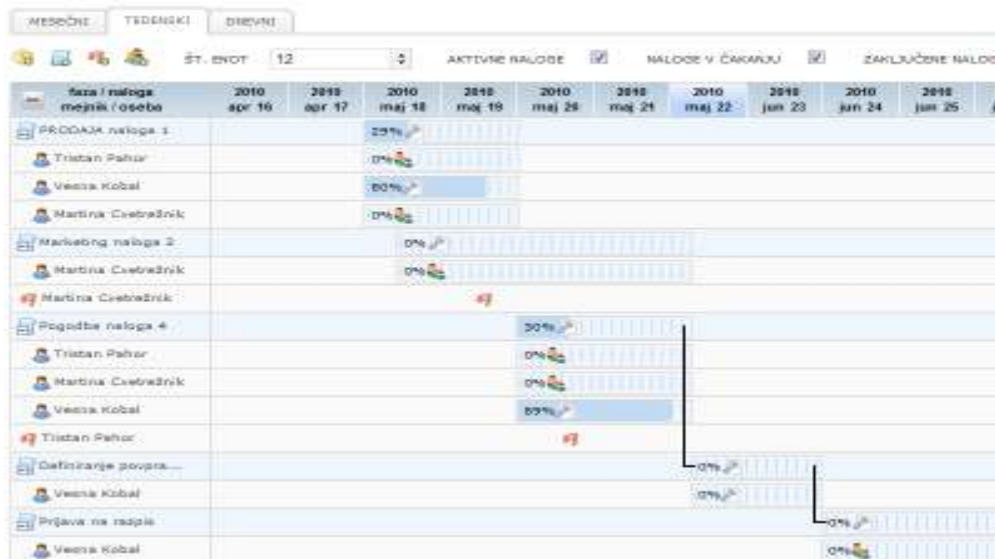 MESEČNI TEDENSKI DNEVNI
ŠT. ENOT 12 AKTIVNE NALOGE NALOGE V ČAKANJU ZAKLJUČENE NALOG
faza / naloga 2010 2010 2010 2010 2010 2010 2010 2010 2010 2010
mejnik / oseba apr 16 apr 17 maj 18 maj 19 maj 20 maj 21 maj 22 jun 23 jun 24 jun 25
PRODAJA naloga 1 29%
Tristan Pahor 0%
Vesna Kobal 80%
Martina Cvetrežnik 0%
Marketing naloga 2 0%
Martina Cvetrežnik 0%
Martina Cvetrežnik
Pogodbe naloga 4 30%
Tristan Pahor 0%
Martina Cvetrežnik 0%
Vesna Kobal 89%
Tristan Pahor
Definiranje povpra... 0%
Vesna Kobal 0%
Prijava na razpis 0%
Vesna Kobal 0%